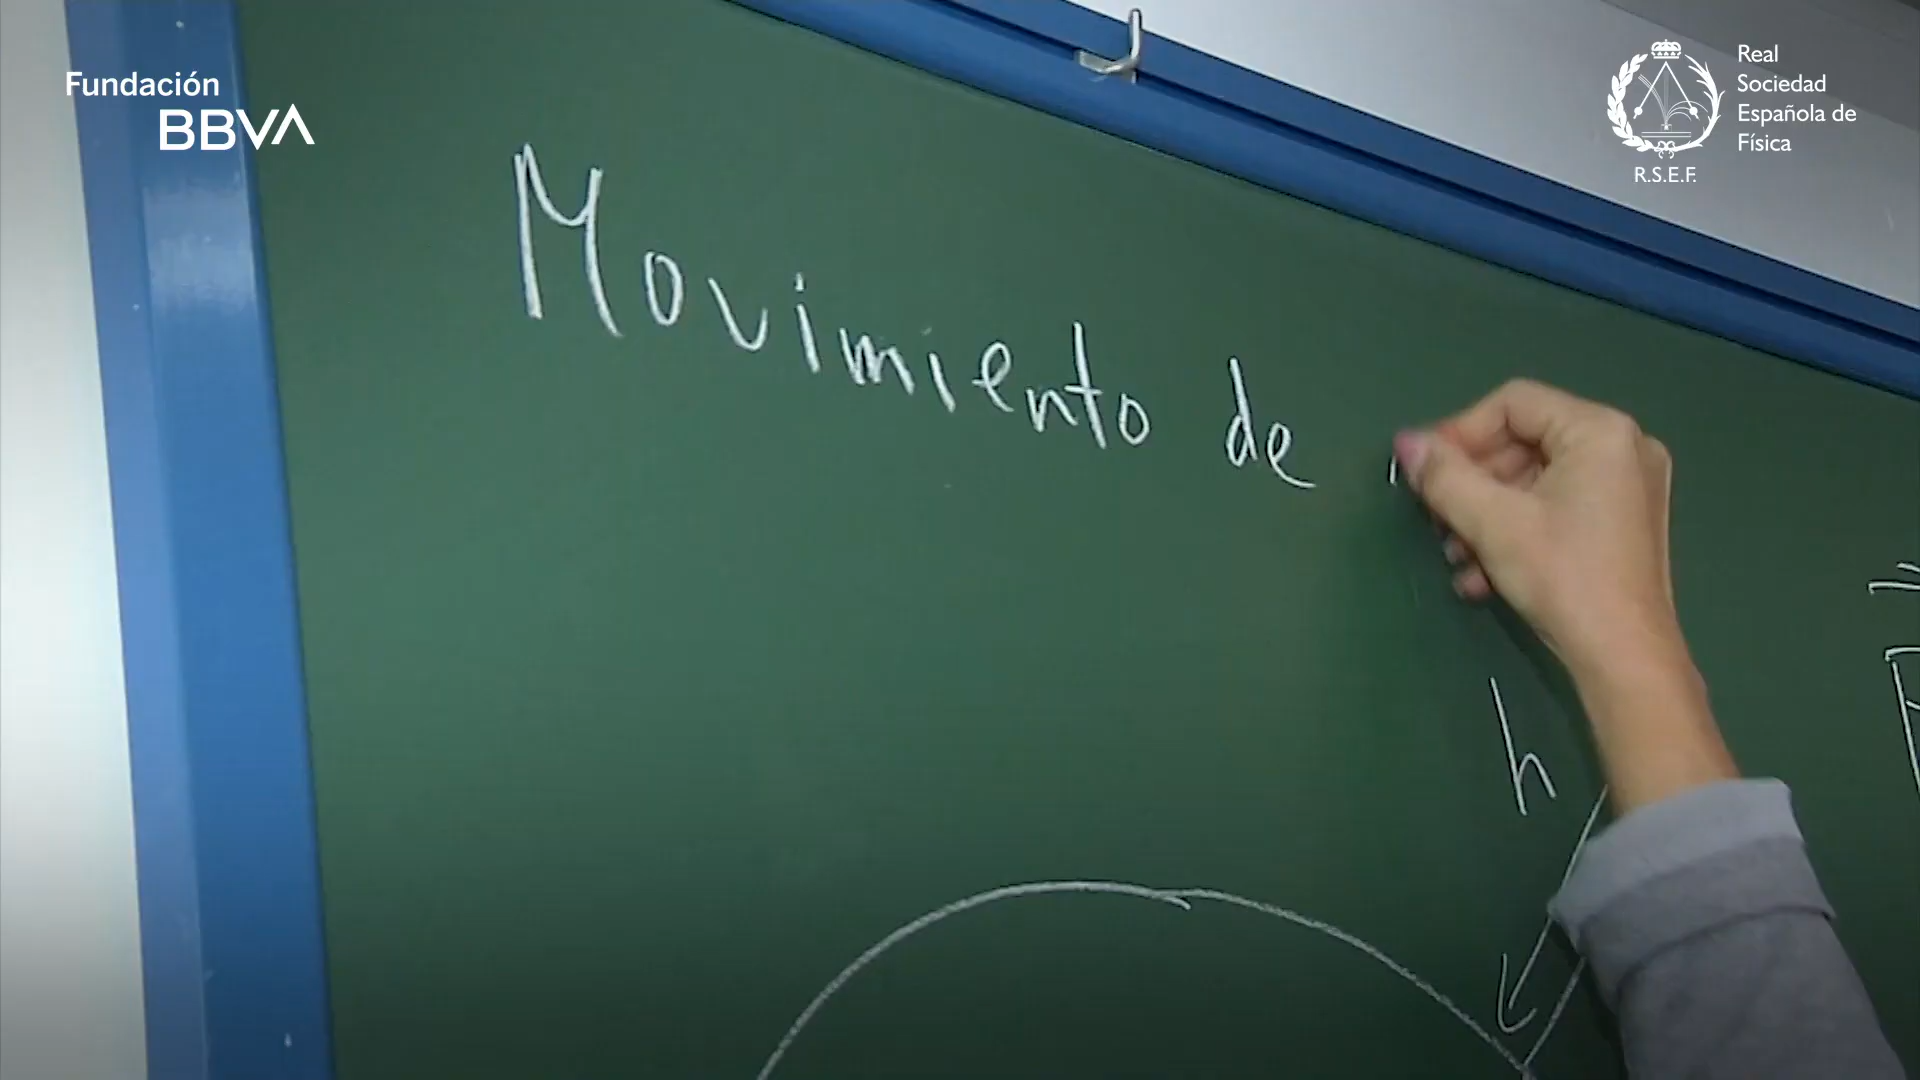 Fundación
BBVA
Real
Sociedad
Española de
Física
R.S.E.F.
Movimiento de
h